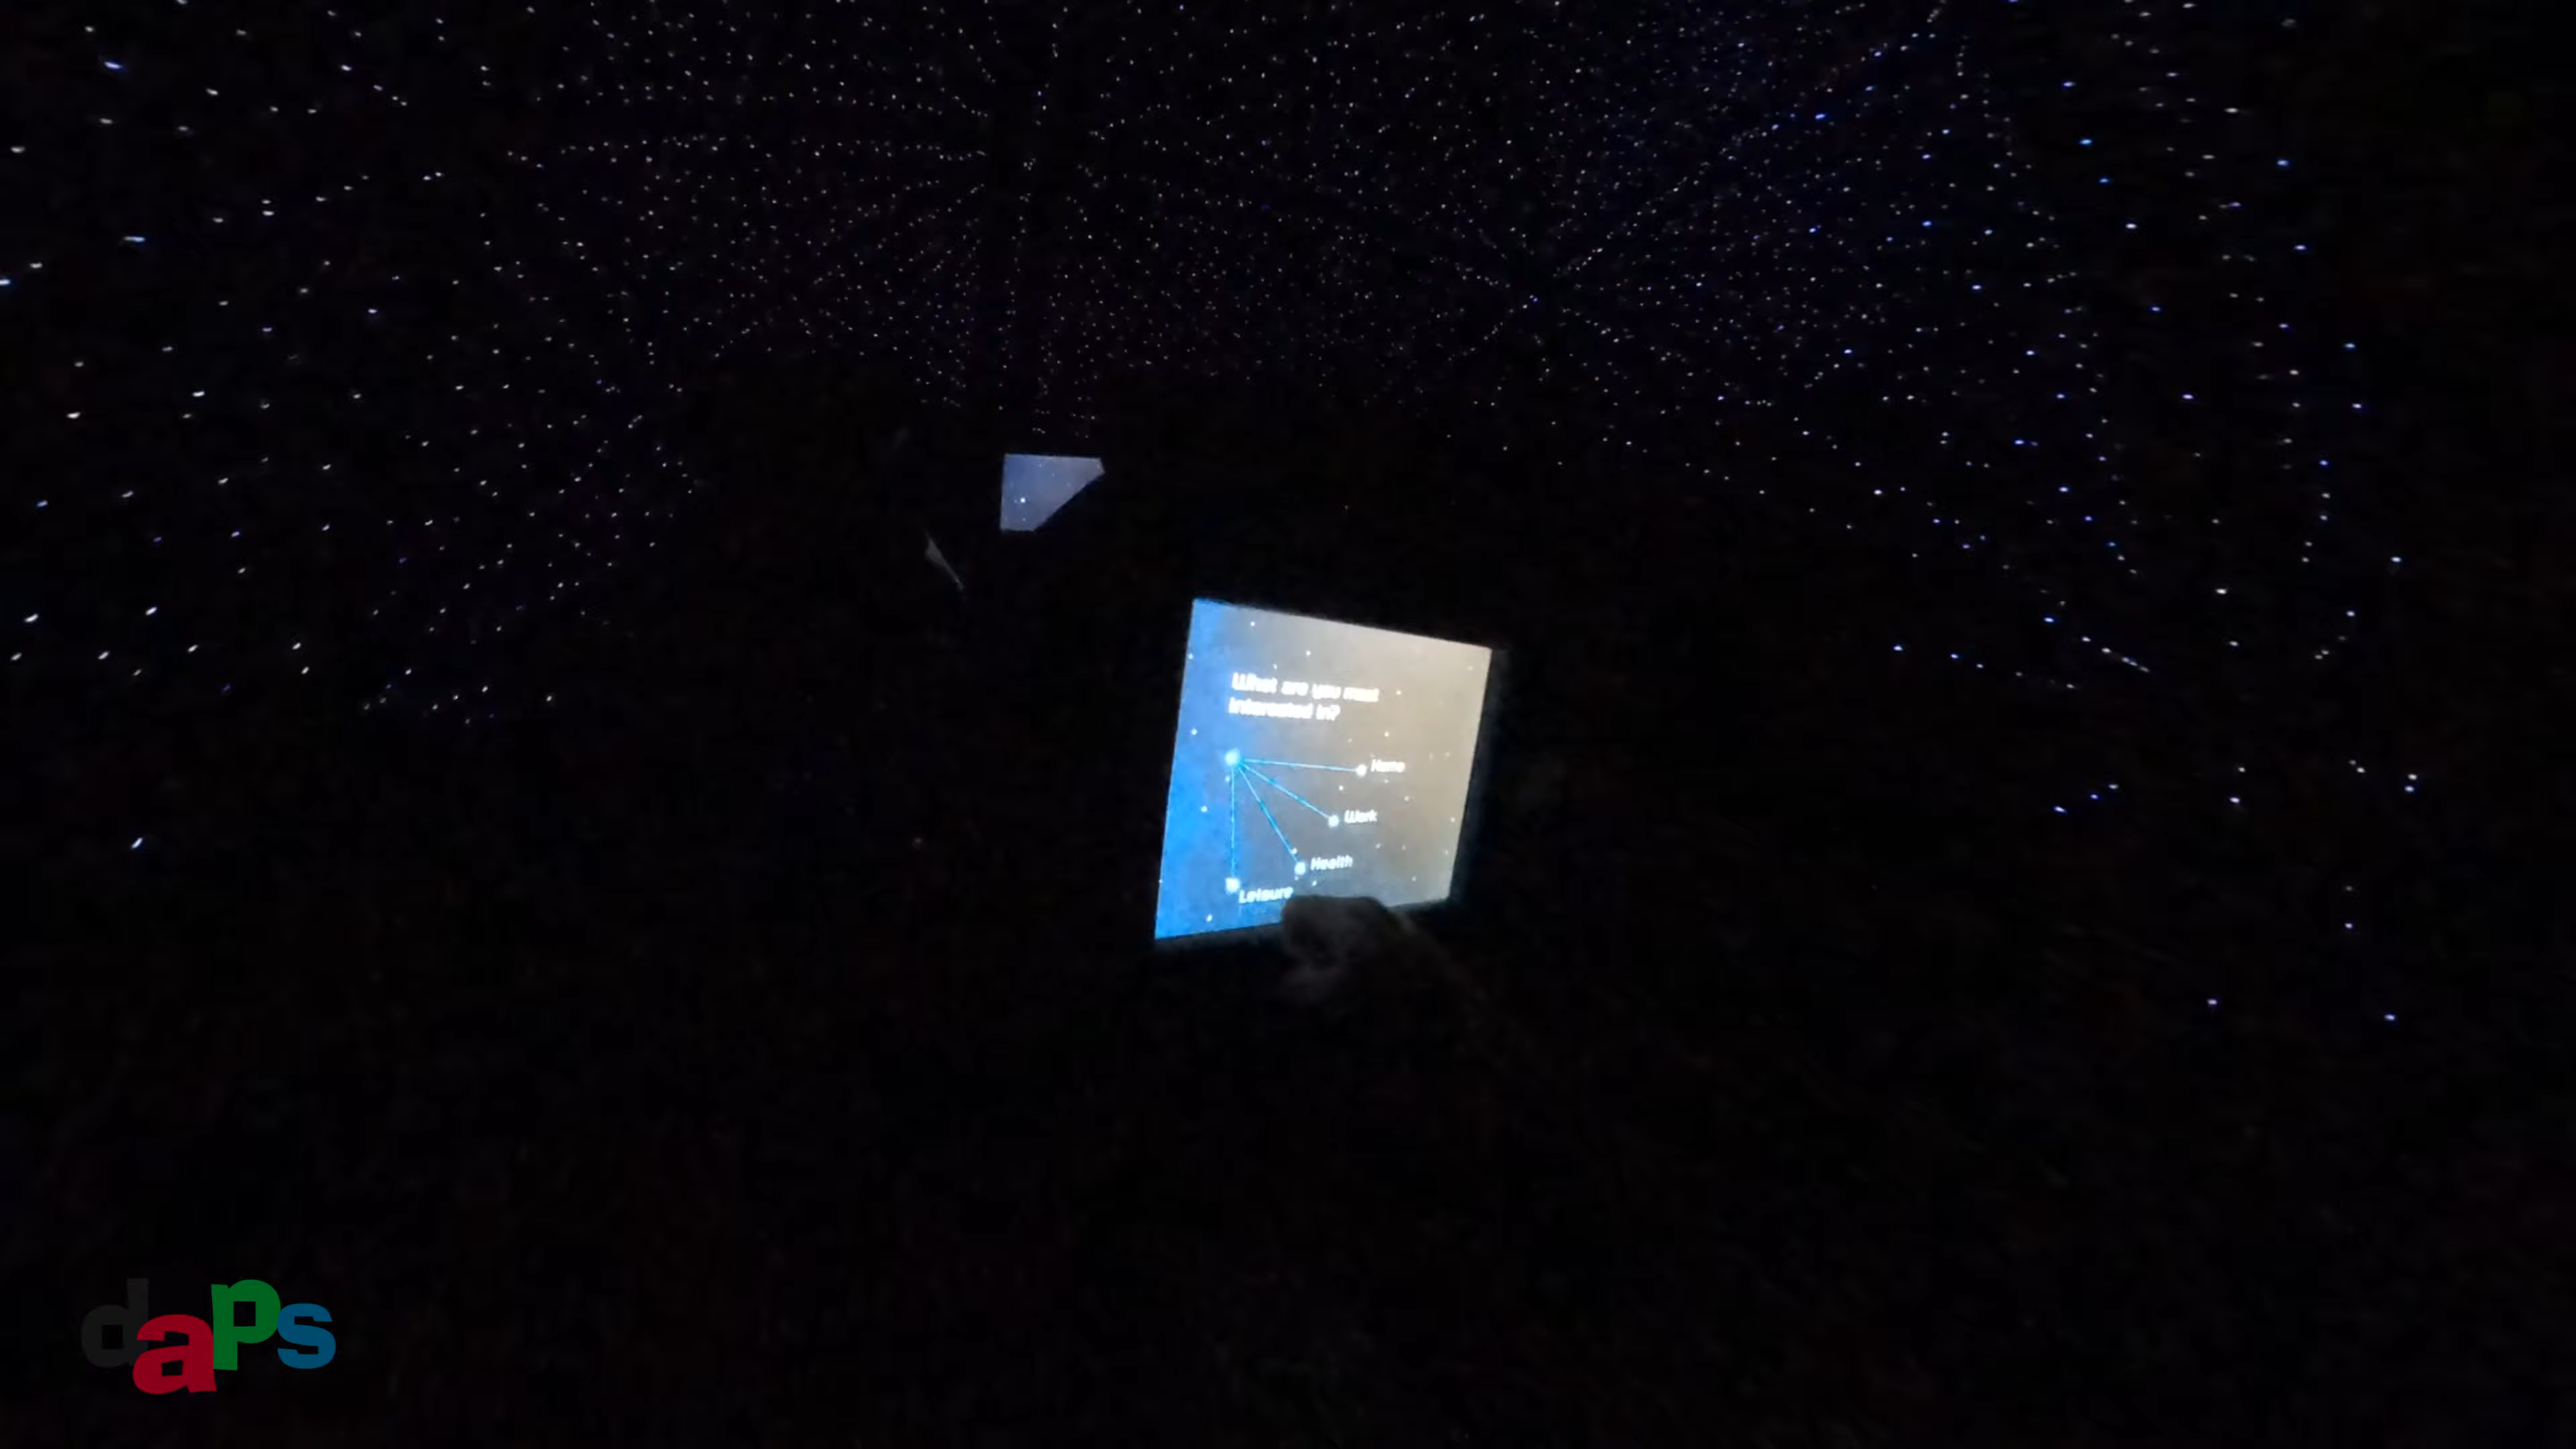 What are you most
interested in?
Home
Work
Health
Leisure
daps